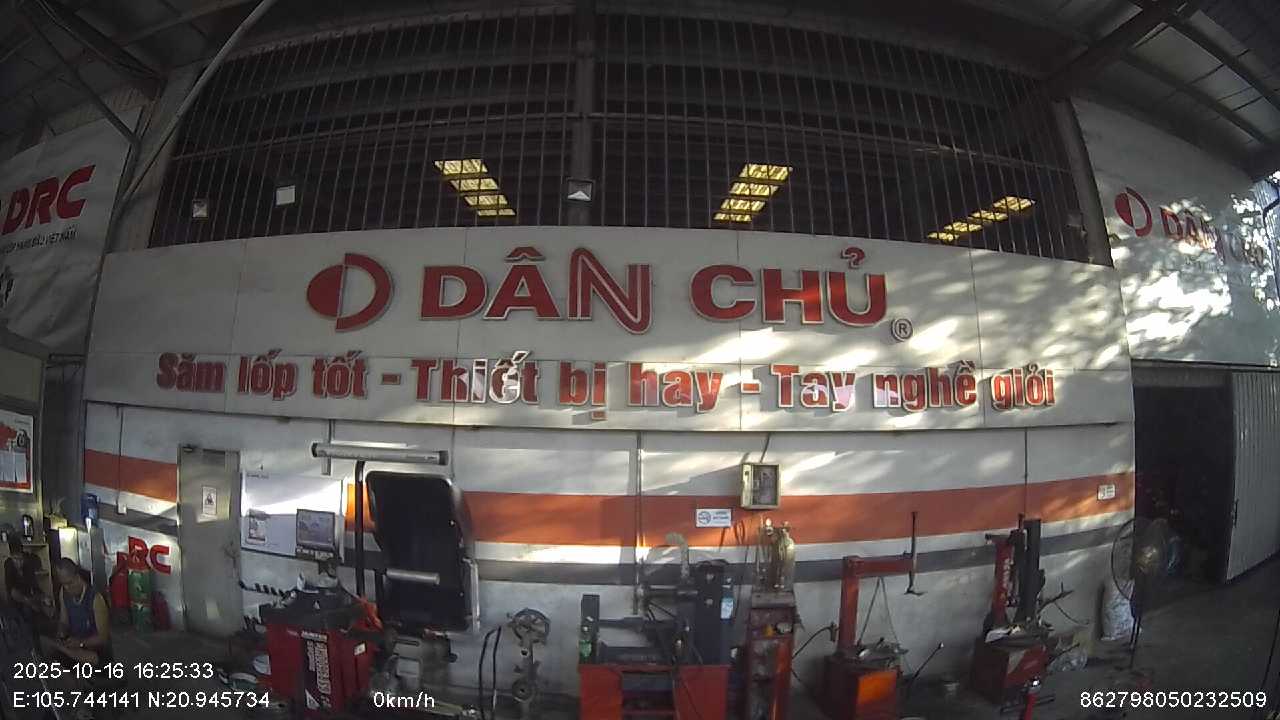 DRC
DÂN CHỦ
®
Săm lốp tốt - Thiết bị hay - Tay nghề giỏi
DÂN CHỦ
RC
2025-10-16 16:25:33
E:105.744141 N:20.945734
0km/h
862798050232509